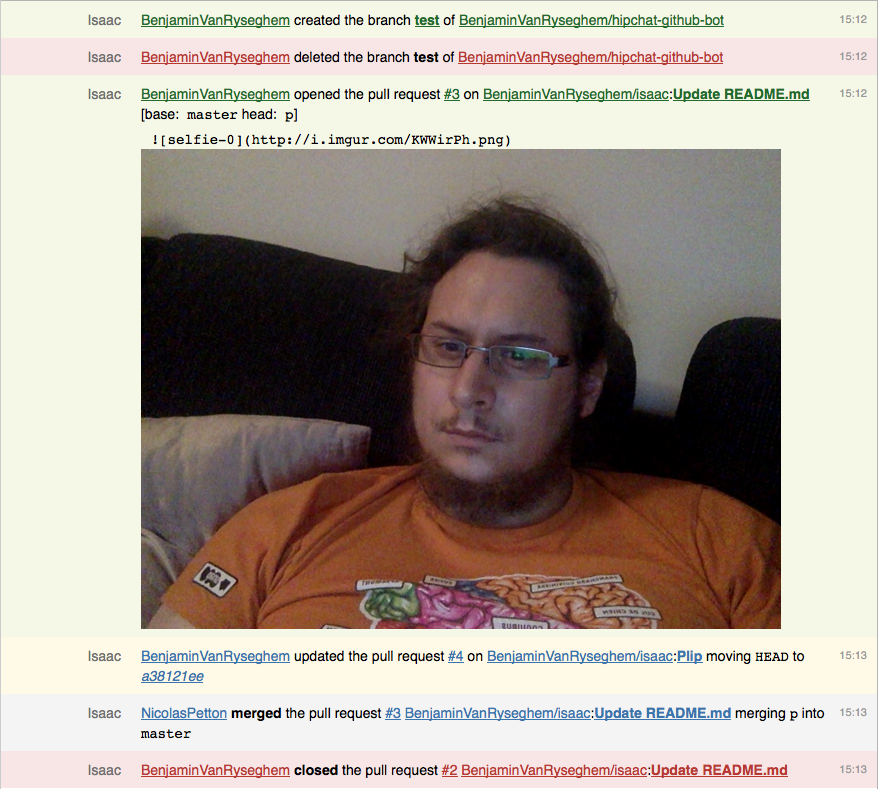 Isaac BenjaminVanRyseghem created the branch test of BenjaminVanRyseghem/hipchat-github-bot 15:12
Isaac BenjaminVanRyseghem deleted the branch test of BenjaminVanRyseghem/hipchat-github-bot 15:12
Isaac BenjaminVanRyseghem opened the pull request #3 on BenjaminVanRyseghem/isaac:Update README.md 15:12
[base: master head: p]
![selfie-0](http://i.imgur.com/KWWirPh.png)
Isaac BenjaminVanRyseghem updated the pull request #4 on BenjaminVanRyseghem/isaac:Plip moving HEAD to 15:13
a38121ee
Isaac NicolasPetton merged the pull request #3 BenjaminVanRyseghem/isaac:Update README.md merging p into 15:13
master
Isaac BenjaminVanRyseghem closed the pull request #2 BenjaminVanRyseghem/isaac:Update README.md 15:13